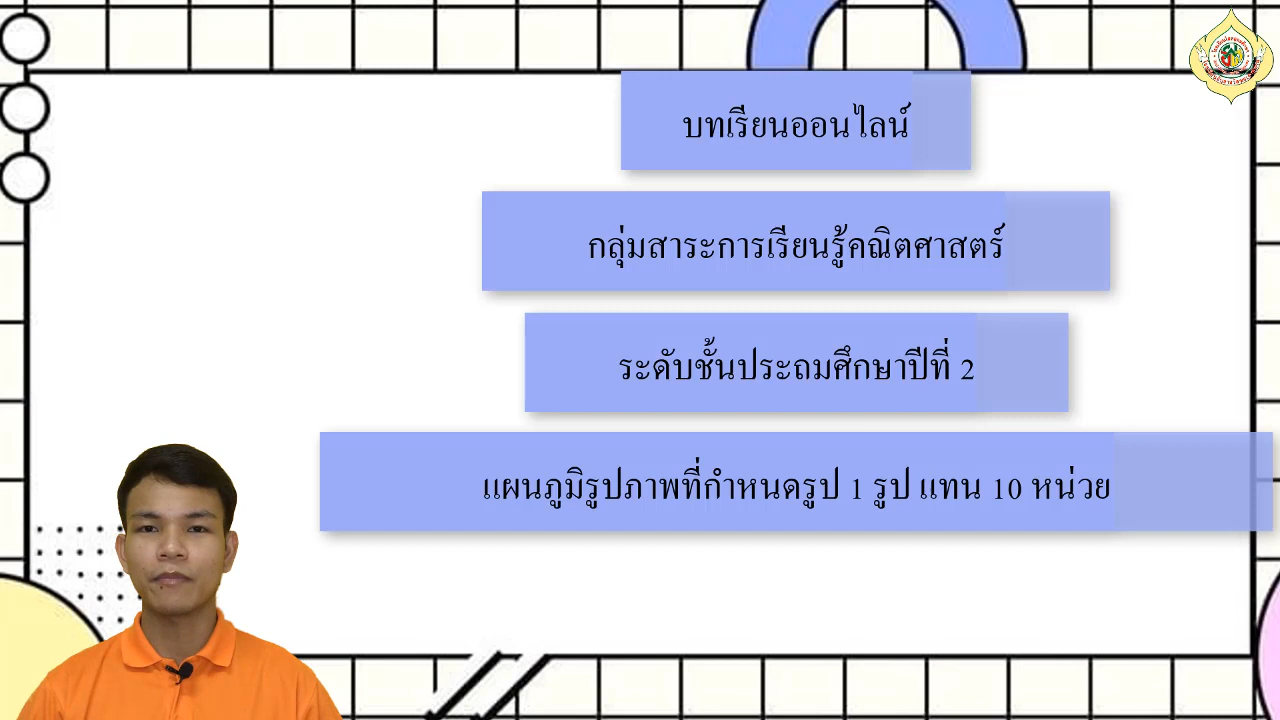 บทเรียนออนไลน์
กลุ่มสาระการเรียนรู้คณิตศาสตร์
ระดับชั้นประถมศึกษาปีที่ 2
แผนภูมิรูปภาพที่กำหนดรูป 1 รูป แทน 10 หน่วย